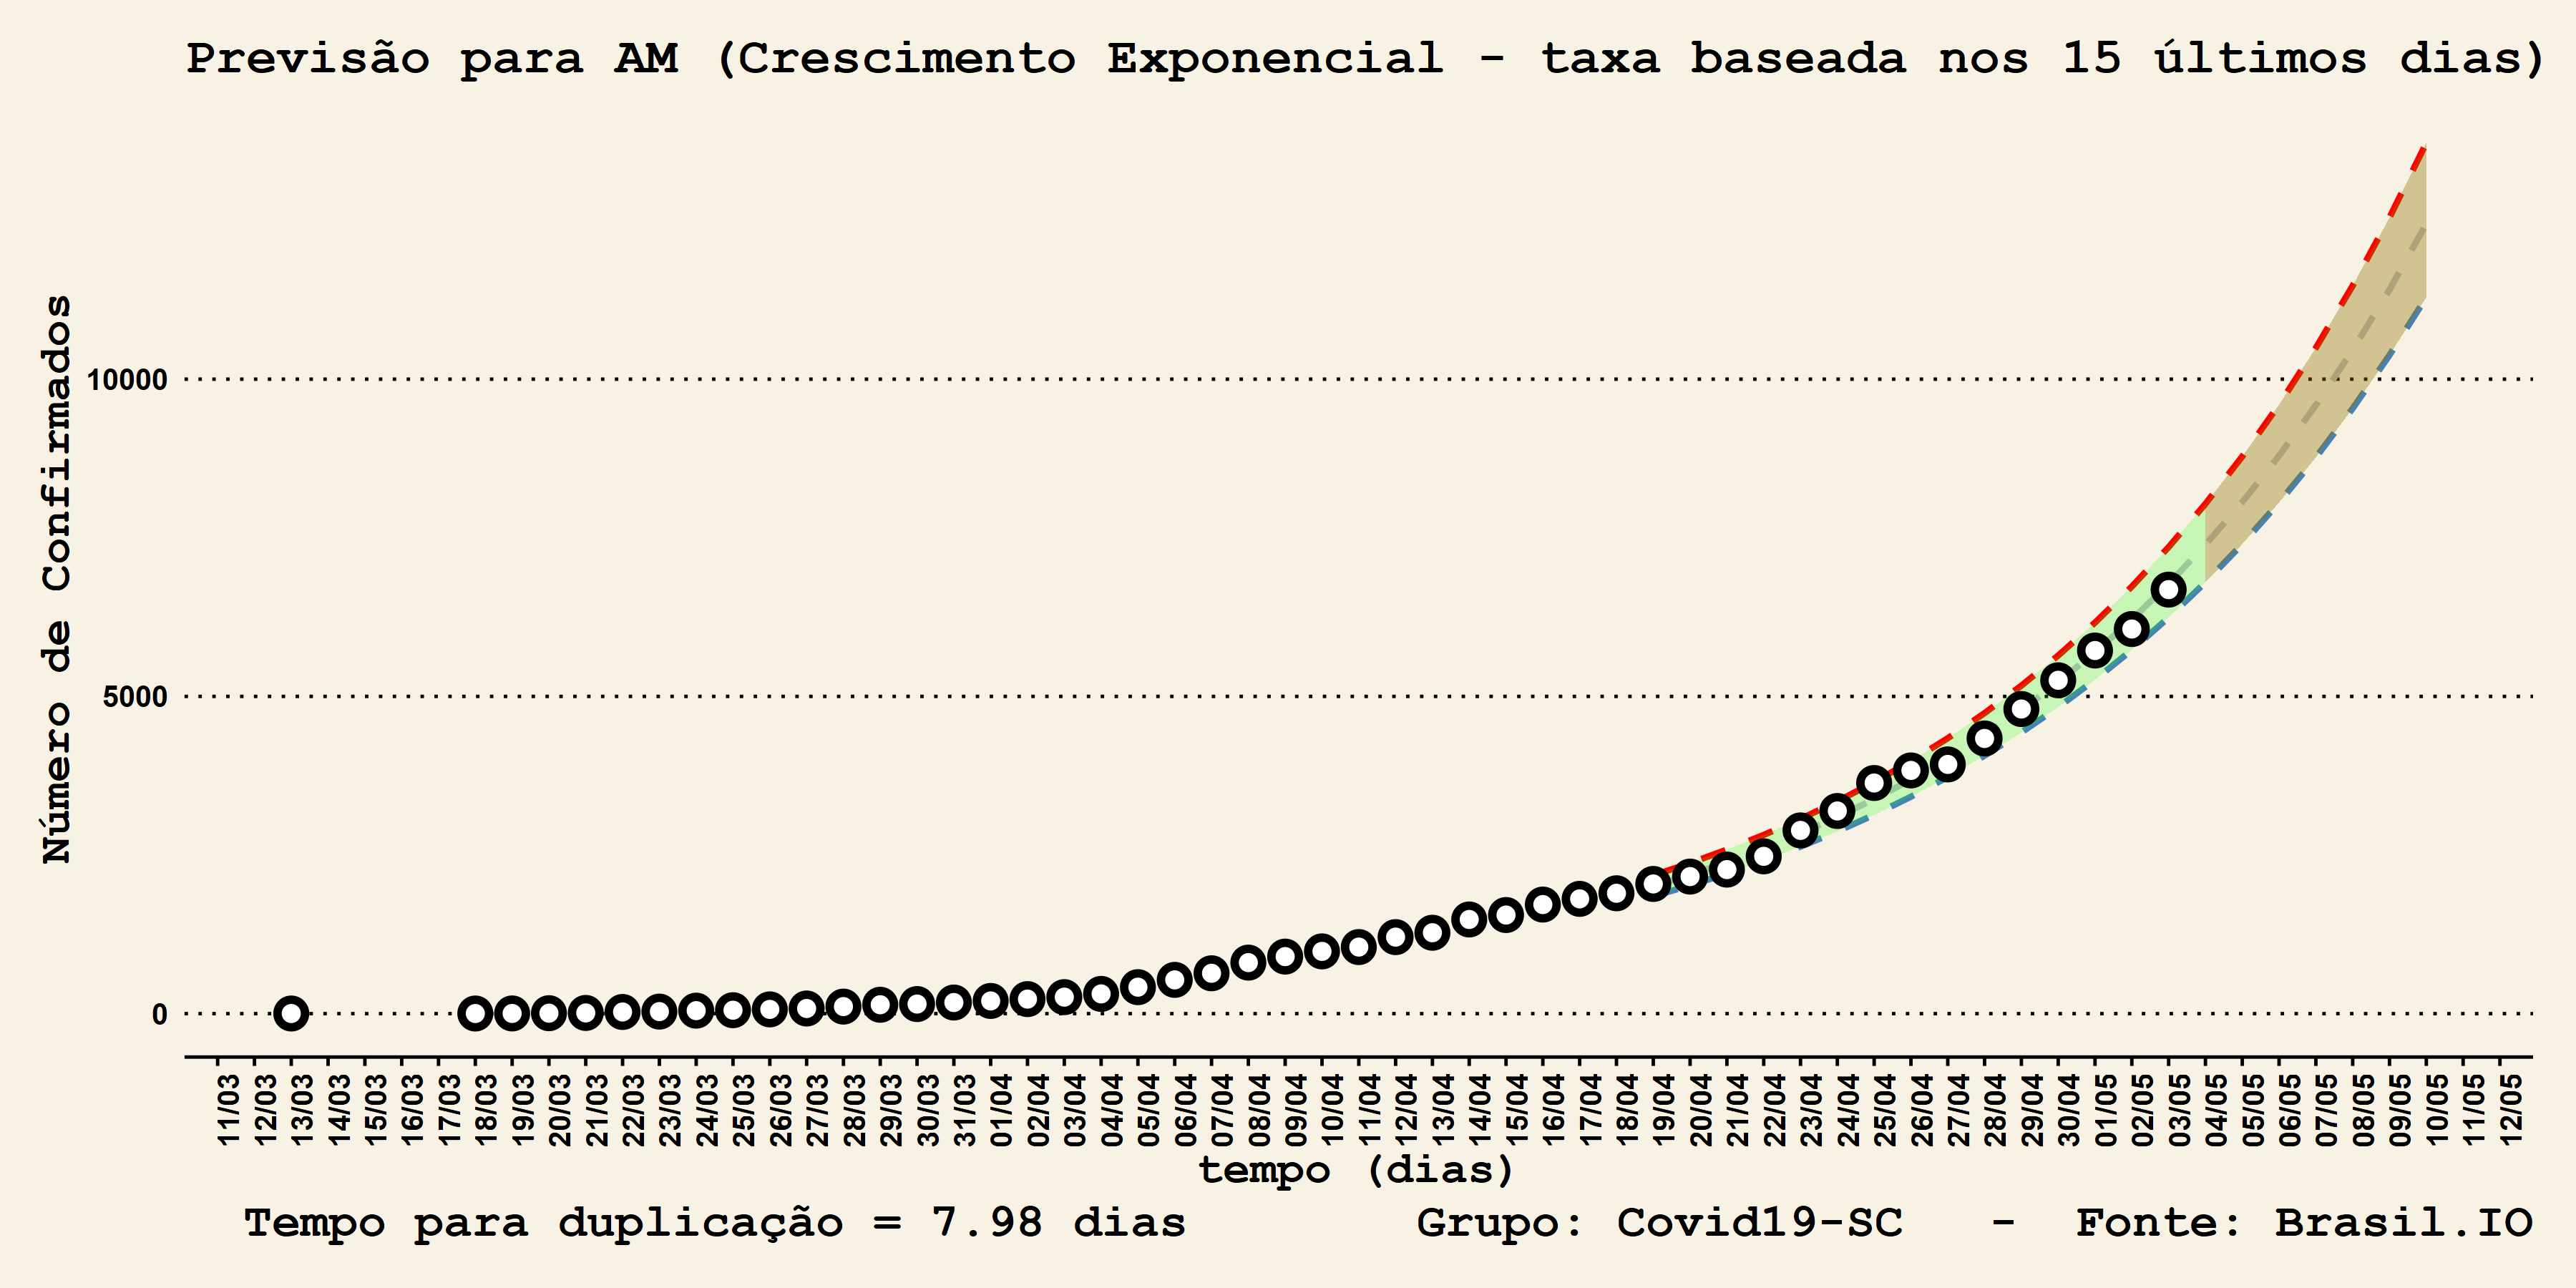 Previsão para AM (Crescimento Exponencial - taxa baseada nos 15 últimos dias)
Número de Confirmados
10000
5000
0
11/03 12/03 13/03 14/03 15/03 16/03 17/03 18/03 19/03 20/03 21/03 22/03 23/03 24/03 25/03 26/03 27/03 28/03 29/03 30/03 31/03 01/04 02/04 03/04 04/04 05/04 06/04 07/04 08/04 09/04 10/04 11/04 12/04 13/04 14/04 15/04 16/04 17/04 18/04 19/04 20/04 21/04 22/04 23/04 24/04 25/04 26/04 27/04 28/04 29/04 30/04 01/05 02/05 03/05 04/05 05/05 06/05 07/05 08/05 09/05 10/05 11/05 12/05
tempo (dias)
Tempo para duplicação = 7.98 dias Grupo: Covid19-SC - Fonte: Brasil.IO